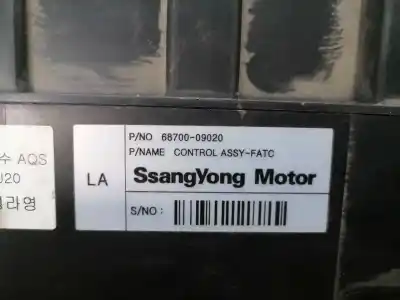 P/NO 68700-09020
P/NAME CONTROL ASSY-FATC
LA
SsangYong Motor
S/NO :
수 AQS
J20
라영